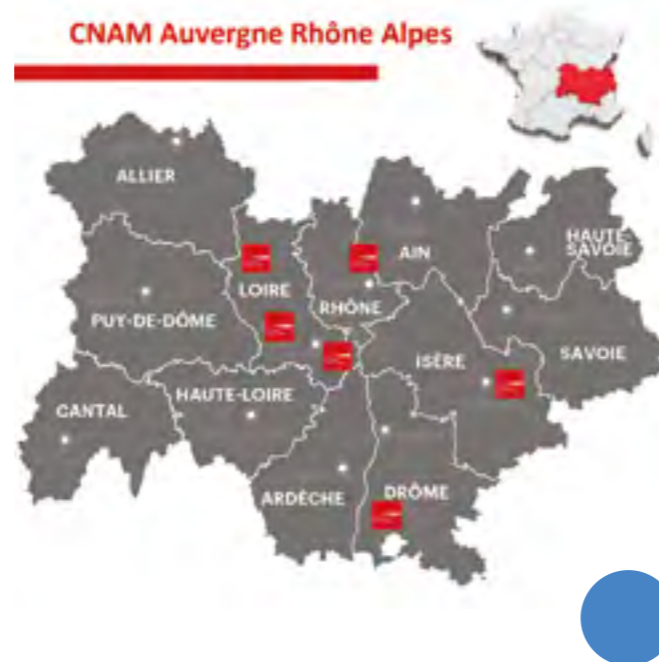 CNAM Auvergne Rhône Alpes
ALLIER
HAUTE
SAVOIE
AIN
LOIRE
RHÔNE
PUY-DE-DÔME
ISÈRE
SAVOIE
HAUTE-LOIRE
CANTAL
ARDÈCHE
DRÔME